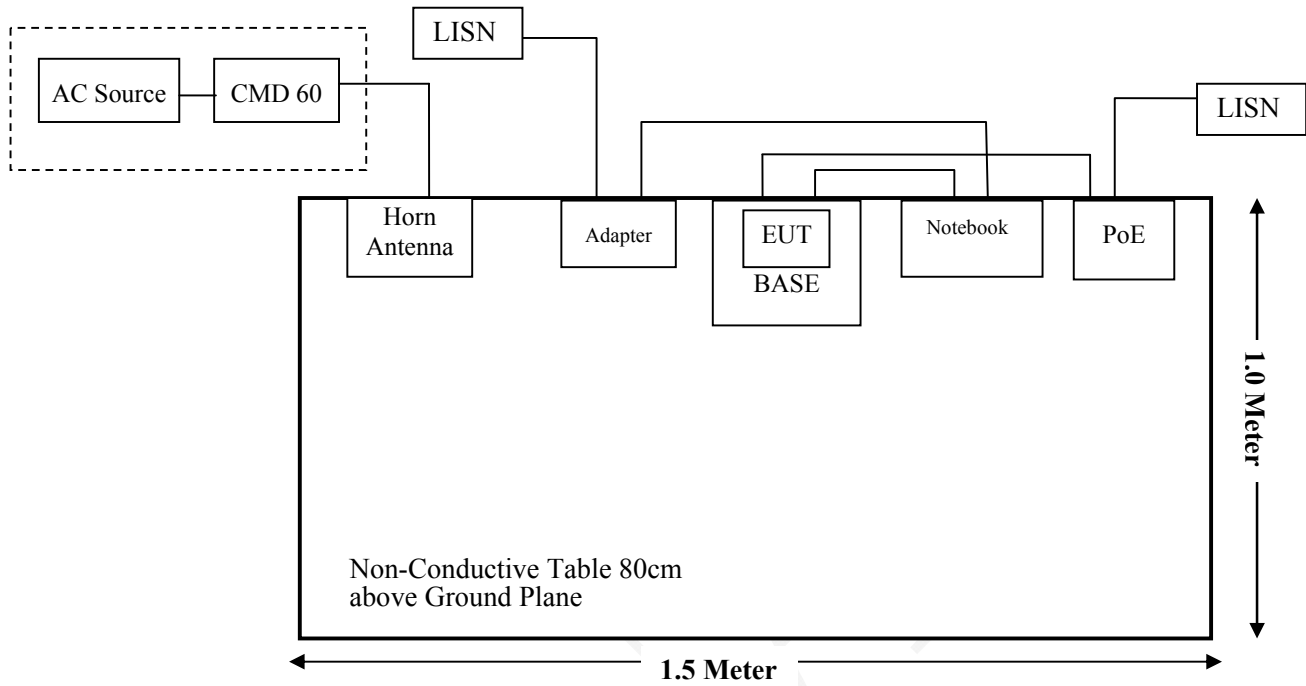 LISN
AC Source
CMD 60
LISN
Horn
Antenna
Adapter
EUT
BASE
Notebook
PoE
1.0 Meter
Non-Conductive Table 80cm
above Ground Plane
1.5 Meter